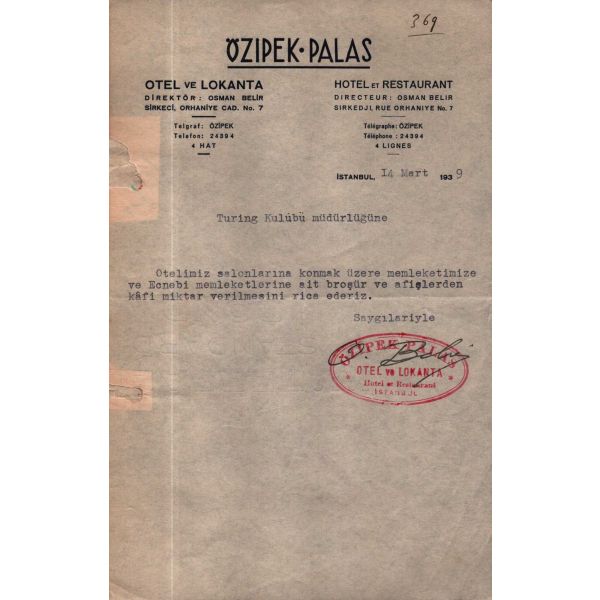 369
ÖZİPEK·PALAS
OTEL VE LOKANTA
DİREKTÖR: OSMAN BELİR
SİRKECİ, ORHANİYE CAD. No. 7
Telgraf: ÖZİPEK
Telefon: 24394
4 HAT
HOTEL ET RESTAURANT
DIRECTEUR: OSMAN BELİR
SIRKEDJI, RUE ORHANIYE No. 7
Télégraphe: ÖZİPEK
Téléphone: 24394
4 LIGNES
İSTANBUL, 14 Mart 1939
Turing Kulübü müdürlüğüne
Otelimiz salonlarına konmak üzere memleketimize
ve Ecnebi memleketlerine ait broşür ve afişlerden
kâfi miktar verilmesini rica ederiz.
Saygılariyle
ÖZİPEK PALAS
OTEL ve LOKANTA
Hotel et Restaurant
İSTANBUL